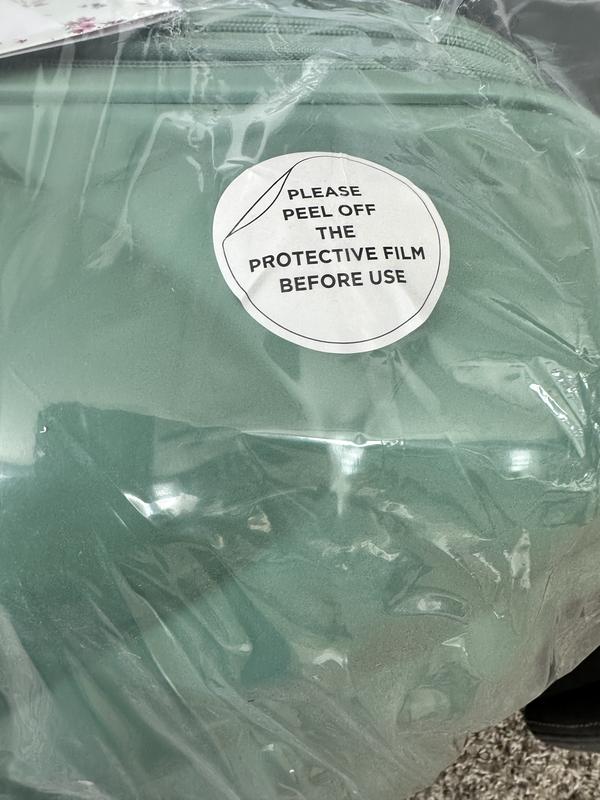 PLEASE
PEEL OFF
THE
PROTECTIVE FILM
BEFORE USE